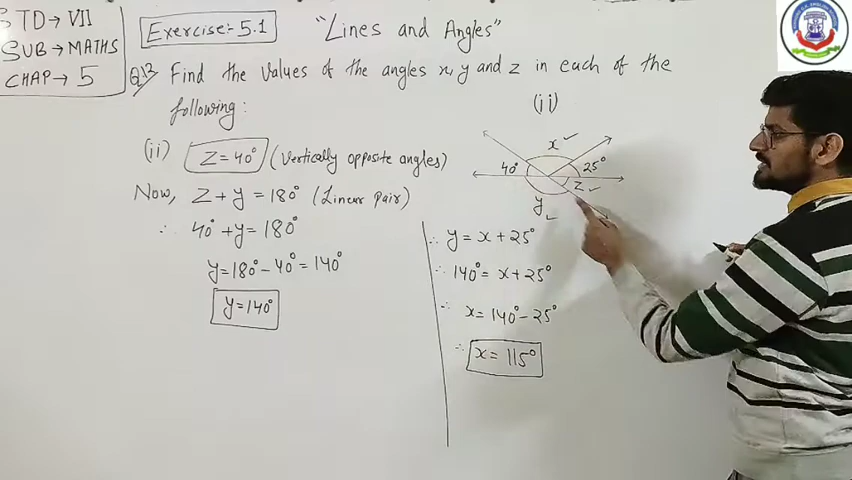 STD → VII
SUB → MATHS
CHAP → 5
Exercise:- 5.1
"Lines and Angles"
Q12 Find the values of the angles x, y and z in each of the
following:
(ii)
(ii) Z = 40° (Vertically opposite angles)
Now, Z + y = 180° (Linear pair)
∴ 40° + y = 180°
y = 180° - 40° = 140°
y = 140°
x ✓
40°
25°
z ✓
y ✓
∴ y = x + 25°
∴ 140° = x + 25°
∴ x = 140° - 25°
∴ x = 115°